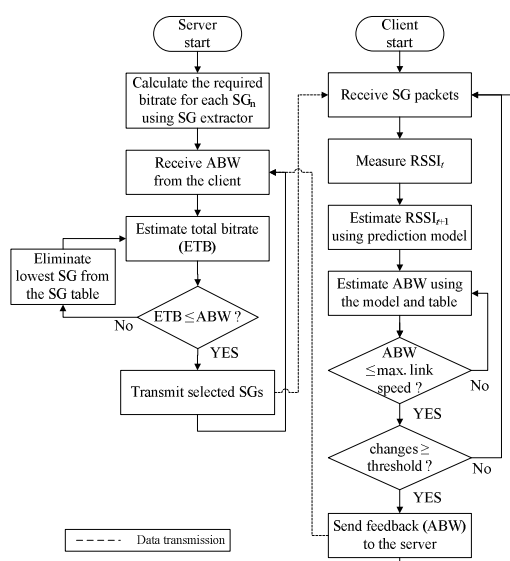 Server
start
Calculate the required
bitrate for each SGn
using SG extractor
Receive ABW
from the client
Estimate total bitrate
(ETB)
Eliminate
lowest SG from
the SG table
ETB ≤ ABW ?
No
YES
Transmit selected SGs
Data transmission
Client
start
Receive SG packets
Measure RSSIt
Estimate RSSIt+1
using prediction model
Estimate ABW using
the model and table
ABW
≤max. link
speed ?
No
YES
changes ≥
threshold ?
No
YES
Send feedback (ABW)
to the server